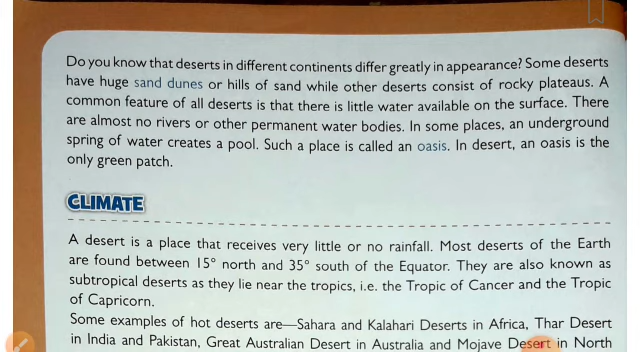 Do you know that deserts in different continents differ greatly in appearance? Some deserts
have huge sand dunes or hills of sand while other deserts consist of rocky plateaus. A
common feature of all deserts is that there is little water available on the surface. There
are almost no rivers or other permanent water bodies. In some places, an underground
spring of water creates a pool. Such a place is called an oasis. In desert, an oasis is the
only green patch.
CLIMATE
A desert is a place that receives very little or no rainfall. Most deserts of the Earth
are found between 15° north and 35° south of the Equator. They are also known as
subtropical deserts as they lie near the tropics, i.e. the Tropic of Cancer and the Tropic
of Capricorn.
Some examples of hot deserts are—Sahara and Kalahari Deserts in Africa, Thar Desert
in India and Pakistan, Great Australian Desert in Australia and Mojave Desert in North